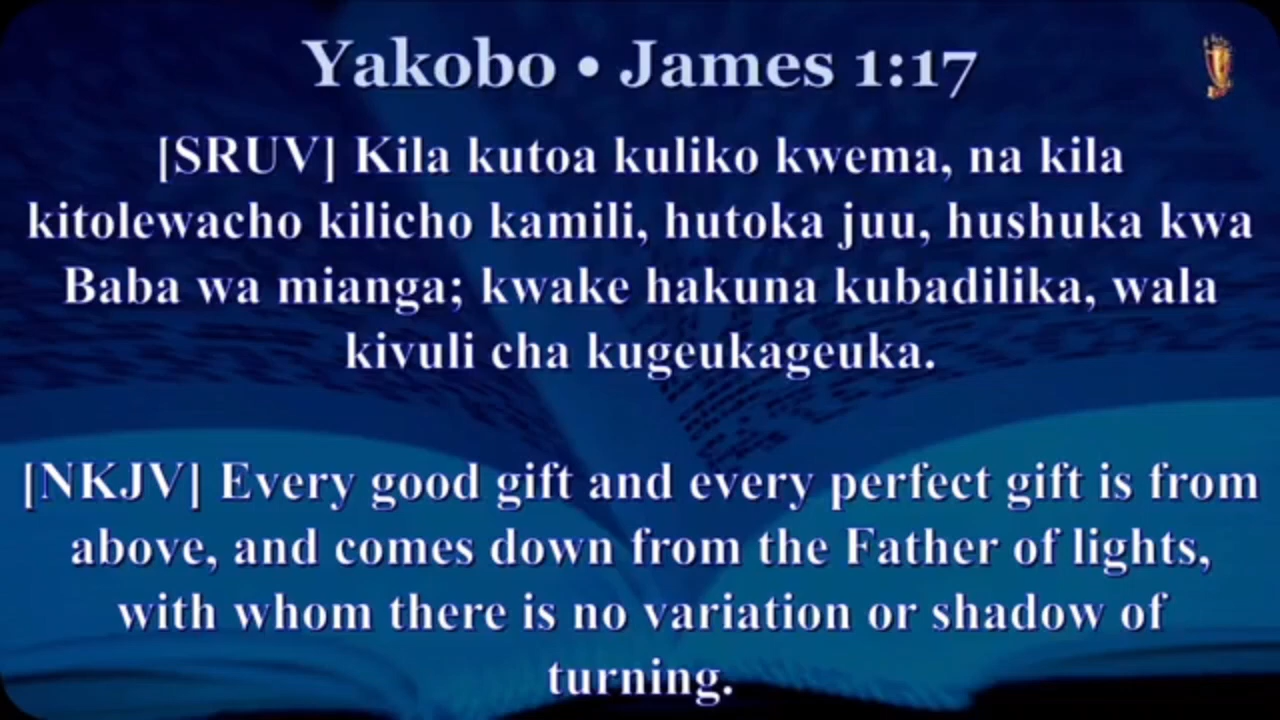 Yakobo • James 1:17
[SRUV] Kila kutoa kuliko kwema, na kila
kitolewacho kilicho kamili, hutoka juu, hushuka kwa
Baba wa mianga; kwake hakuna kubadilika, wala
kivuli cha kugeukageuka.
[NKJV] Every good gift and every perfect gift is from
above, and comes down from the Father of lights,
with whom there is no variation or shadow of
turning.